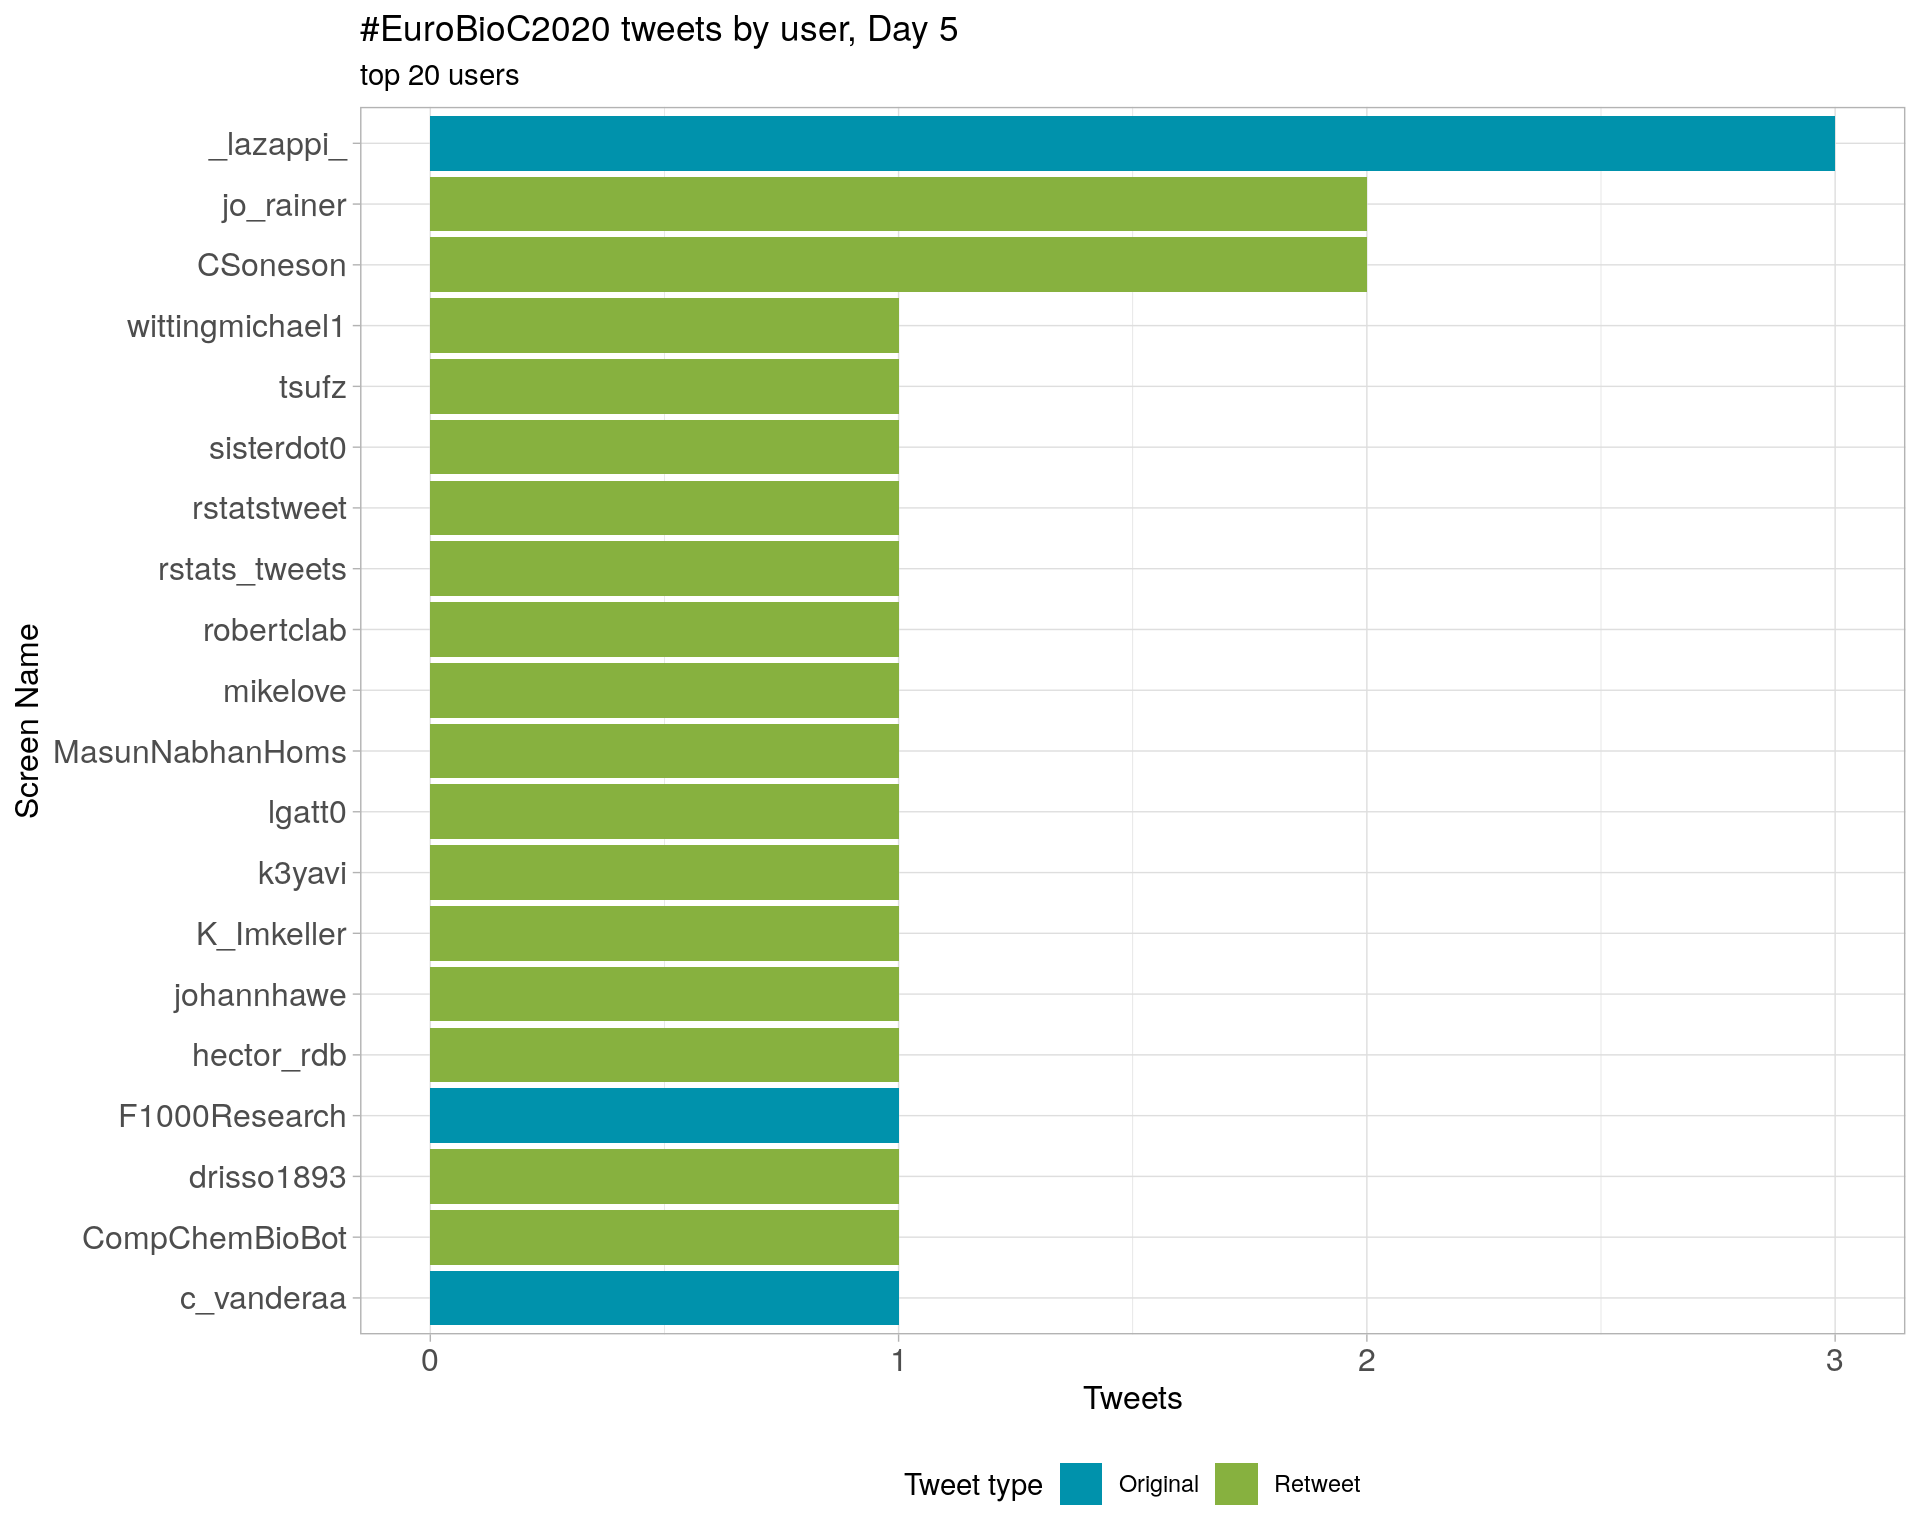 #EuroBioC2020 tweets by user, Day 5
top 20 users
_lazappi_
jo_rainer
CSoneson
wittingmichael1
tsufz
sisterdot0
rstatstweet
rstats_tweets
robertclab
mikelove
MasunNabhanHoms
lgatt0
k3yavi
K_Imkeller
johannhawe
hector_rdb
F1000Research
drisso1893
CompChemBioBot
c_vanderaa
Screen Name
0 1 2 3
Tweets
Tweet type Original Retweet